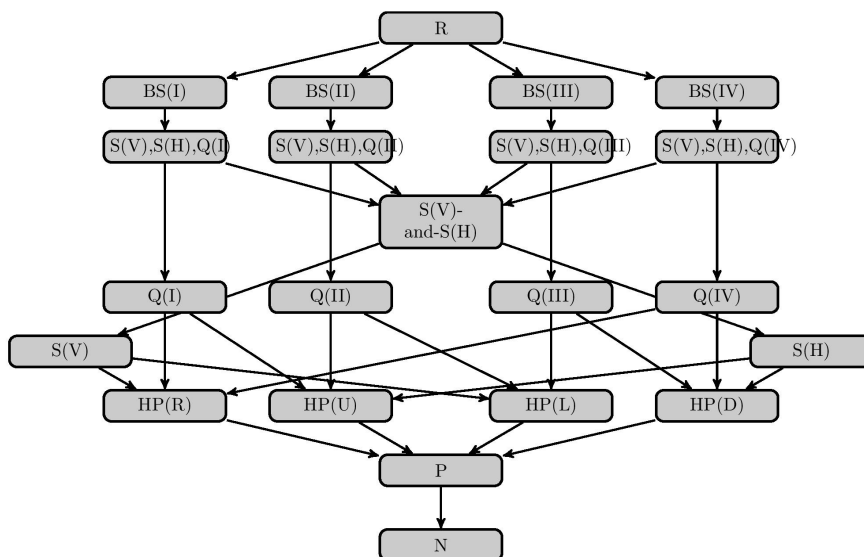 R
BS(I)
BS(II)
BS(III)
BS(IV)
S(V),S(H),Q(I)
S(V),S(H),Q(II)
S(V),S(H),Q(III)
S(V),S(H),Q(IV)
S(V)-
and-S(H)
Q(I)
Q(II)
Q(III)
Q(IV)
S(V)
S(H)
HP(R)
HP(U)
HP(L)
HP(D)
P
N